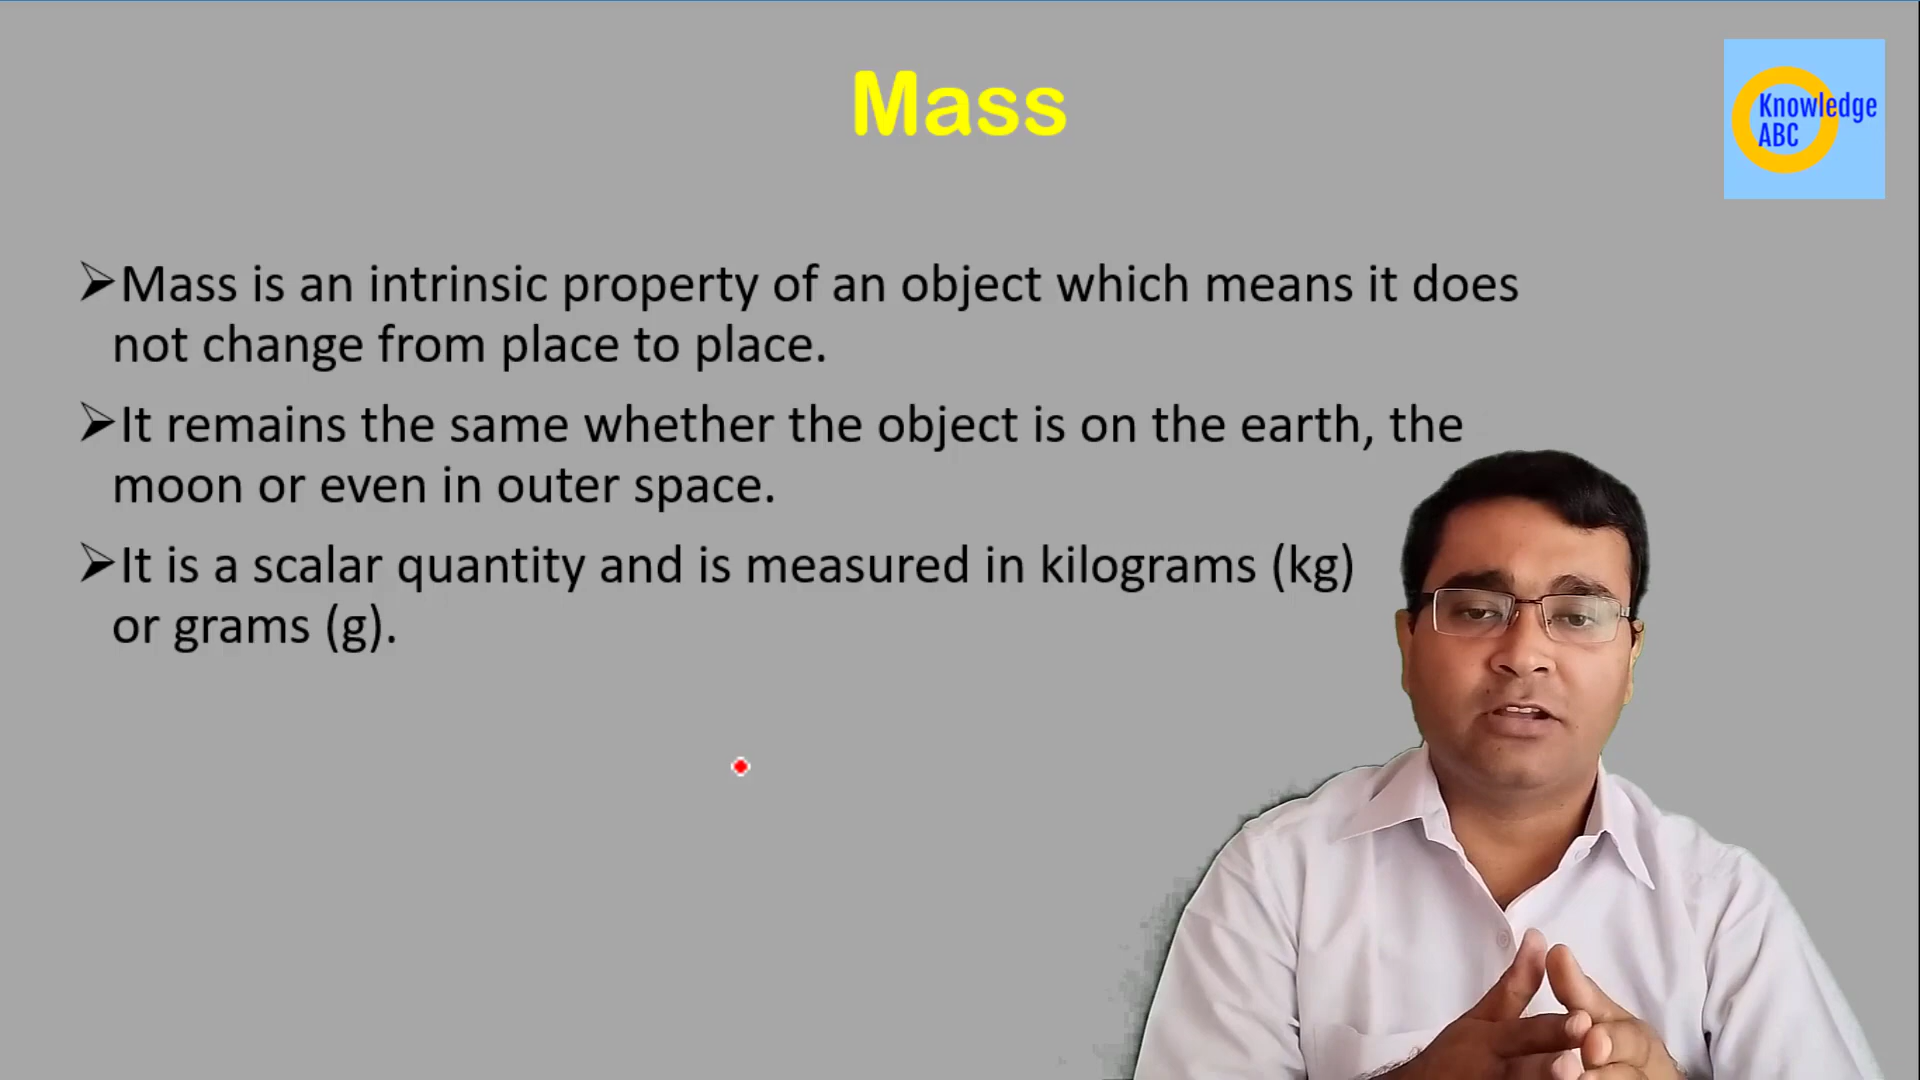 Mass
Knowledge
ABC
➢Mass is an intrinsic property of an object which means it does
not change from place to place.
➢It remains the same whether the object is on the earth, the
moon or even in outer space.
➢It is a scalar quantity and is measured in kilograms (kg)
or grams (g).